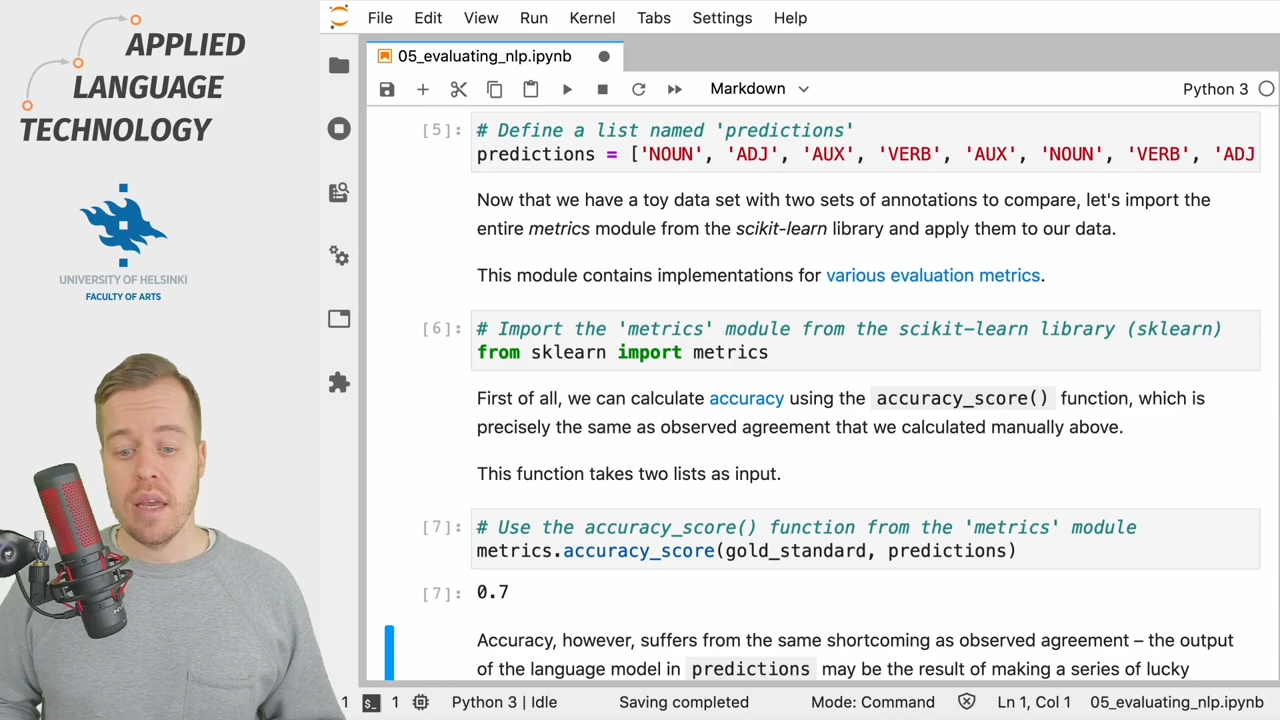 APPLIED
LANGUAGE
TECHNOLOGY
UNIVERSITY OF HELSINKI
FACULTY OF ARTS
File Edit View Run Kernel Tabs Settings Help
05_evaluating_nlp.ipynb
Markdown Python 3
[5]: # Define a list named 'predictions'
predictions = ['NOUN', 'ADJ', 'AUX', 'VERB', 'AUX', 'NOUN', 'VERB', 'ADJ
Now that we have a toy data set with two sets of annotations to compare, let's import the
entire metrics module from the scikit-learn library and apply them to our data.
This module contains implementations for various evaluation metrics.
[6]: # Import the 'metrics' module from the scikit-learn library (sklearn)
from sklearn import metrics
First of all, we can calculate accuracy using the accuracy_score() function, which is
precisely the same as observed agreement that we calculated manually above.
This function takes two lists as input.
[7]: # Use the accuracy_score() function from the 'metrics' module
metrics.accuracy_score(gold_standard, predictions)
[7]: 0.7
Accuracy, however, suffers from the same shortcoming as observed agreement – the output
of the language model in predictions may be the result of making a series of lucky
1 1 Python 3 | Idle Saving completed Mode: Command Ln 1, Col 1 05_evaluating_nlp.ipynb